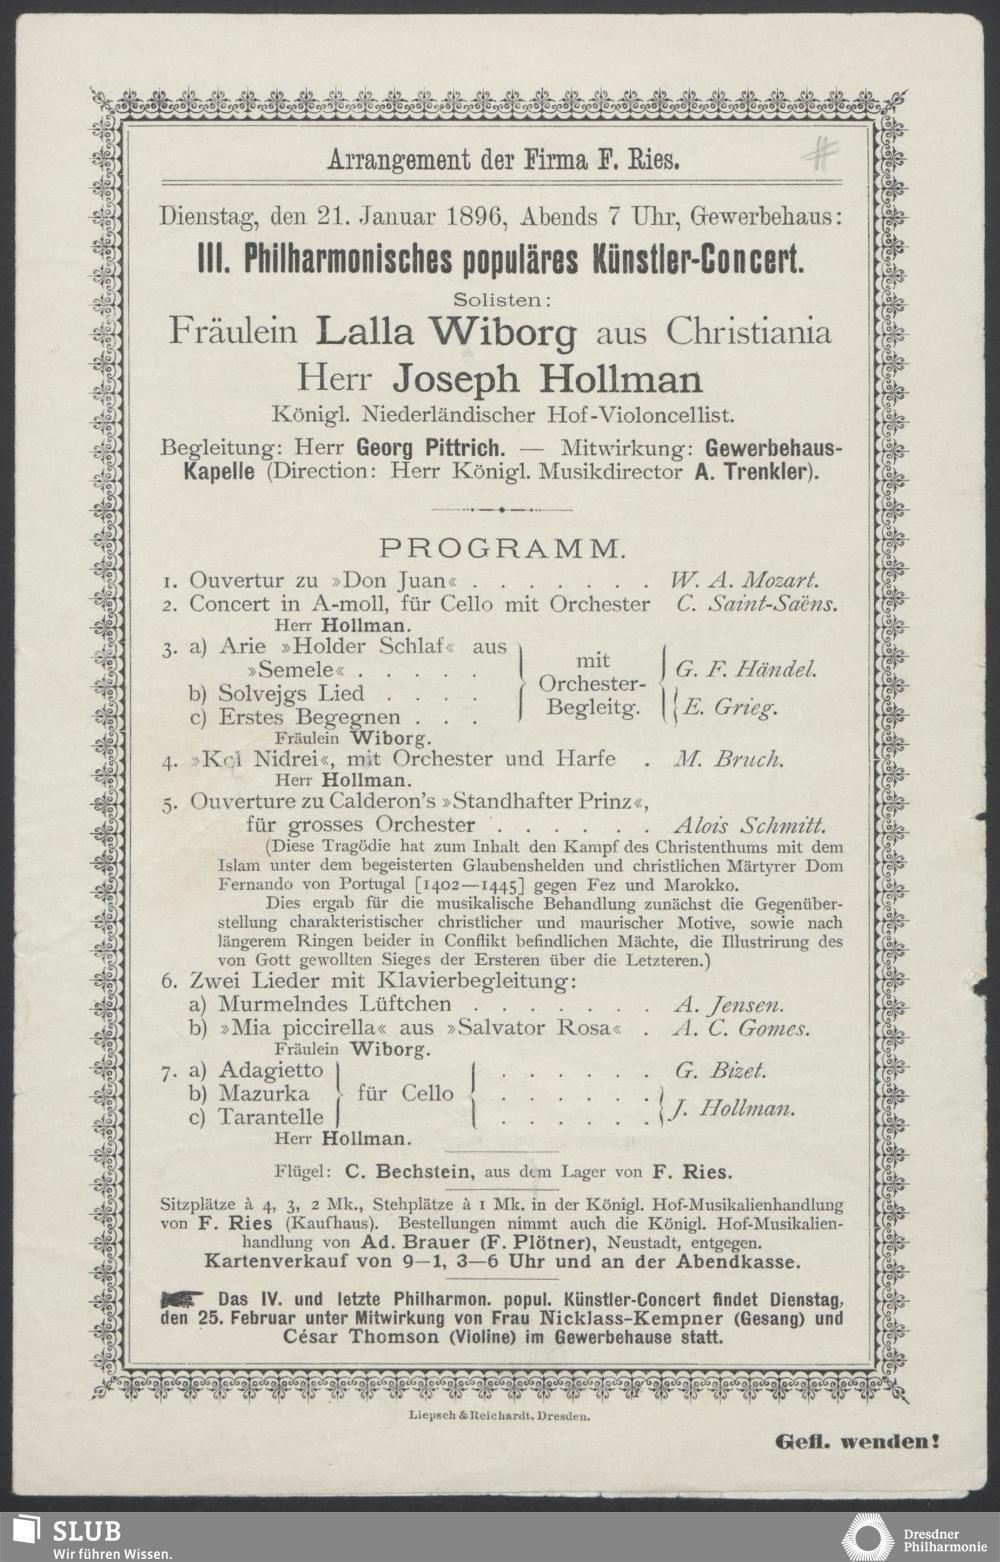 Arrangement der Firma F. Ries.
Dienstag, den 21. Januar 1896, Abends 7 Uhr, Gewerbehaus:
III. Philharmonisches populäres Künstler-Concert.
Solisten:
Fräulein Lalla Wiborg aus Christiania
Herr Joseph Hollman
Königl. Niederländischer Hof-Violoncellist.
Begleitung: Herr Georg Pittrich. — Mitwirkung: Gewerbehaus-
Kapelle (Direction: Herr Königl. Musikdirector A. Trenkler).
PROGRAMM.
1. Ouvertur zu »Don Juan« . . . . . . . W. A. Mozart.
2. Concert in A-moll, für Cello mit Orchester C. Saint-Saëns.
Herr Hollman.
3. a) Arie »Holder Schlaf« aus
»Semele« . . . . . mit G. F. Händel.
b) Solvejgs Lied . . . . Orchester-
c) Erstes Begegnen . . . Begleitg. E. Grieg.
Fräulein Wiborg.
4. »Kol Nidrei«, mit Orchester und Harfe . M. Bruch.
Herr Hollman.
5. Ouverture zu Calderon's »Standhafter Prinz«,
für grosses Orchester . . . . . . Alois Schmitt.
(Diese Tragödie hat zum Inhalt den Kampf des Christenthums mit dem
Islam unter dem begeisterten Glaubenshelden und christlichen Märtyrer Dom
Fernando von Portugal [1402—1445] gegen Fez und Marokko.
Dies ergab für die musikalische Behandlung zunächst die Gegenüber-
stellung charakteristischer christlicher und maurischer Motive, sowie nach
längerem Ringen beider in Conflikt befindlichen Mächte, die Illustrirung des
von Gott gewollten Sieges der Ersteren über die Letzteren.)
6. Zwei Lieder mit Klavierbegleitung:
a) Murmelndes Lüftchen . . . . . . . A. Jensen.
b) »Mia piccirella« aus »Salvator Rosa« . A. C. Gomes.
Fräulein Wiborg.
7. a) Adagietto . . . . . . G. Bizet.
b) Mazurka für Cello . . . . . .
c) Tarantelle . . . . . . J. Hollman.
Herr Hollman.
Flügel: C. Bechstein, aus dem Lager von F. Ries.
Sitzplätze à 4, 3, 2 Mk., Stehplätze à 1 Mk. in der Königl. Hof-Musikalienhandlung
von F. Ries (Kaufhaus). Bestellungen nimmt auch die Königl. Hof-Musikalien-
handlung von Ad. Brauer (F. Plötner), Neustadt, entgegen.
Kartenverkauf von 9—1, 3—6 Uhr und an der Abendkasse.
Das IV. und letzte Philharmon. popul. Künstler-Concert findet Dienstag,
den 25. Februar unter Mitwirkung von Frau Nicklass-Kempner (Gesang) und
César Thomson (Violine) im Gewerbehause statt.
Liepsch & Reichardt, Dresden.
Gefl. wenden!
SLUB
Wir führen Wissen.
Dresdner
Philharmonie